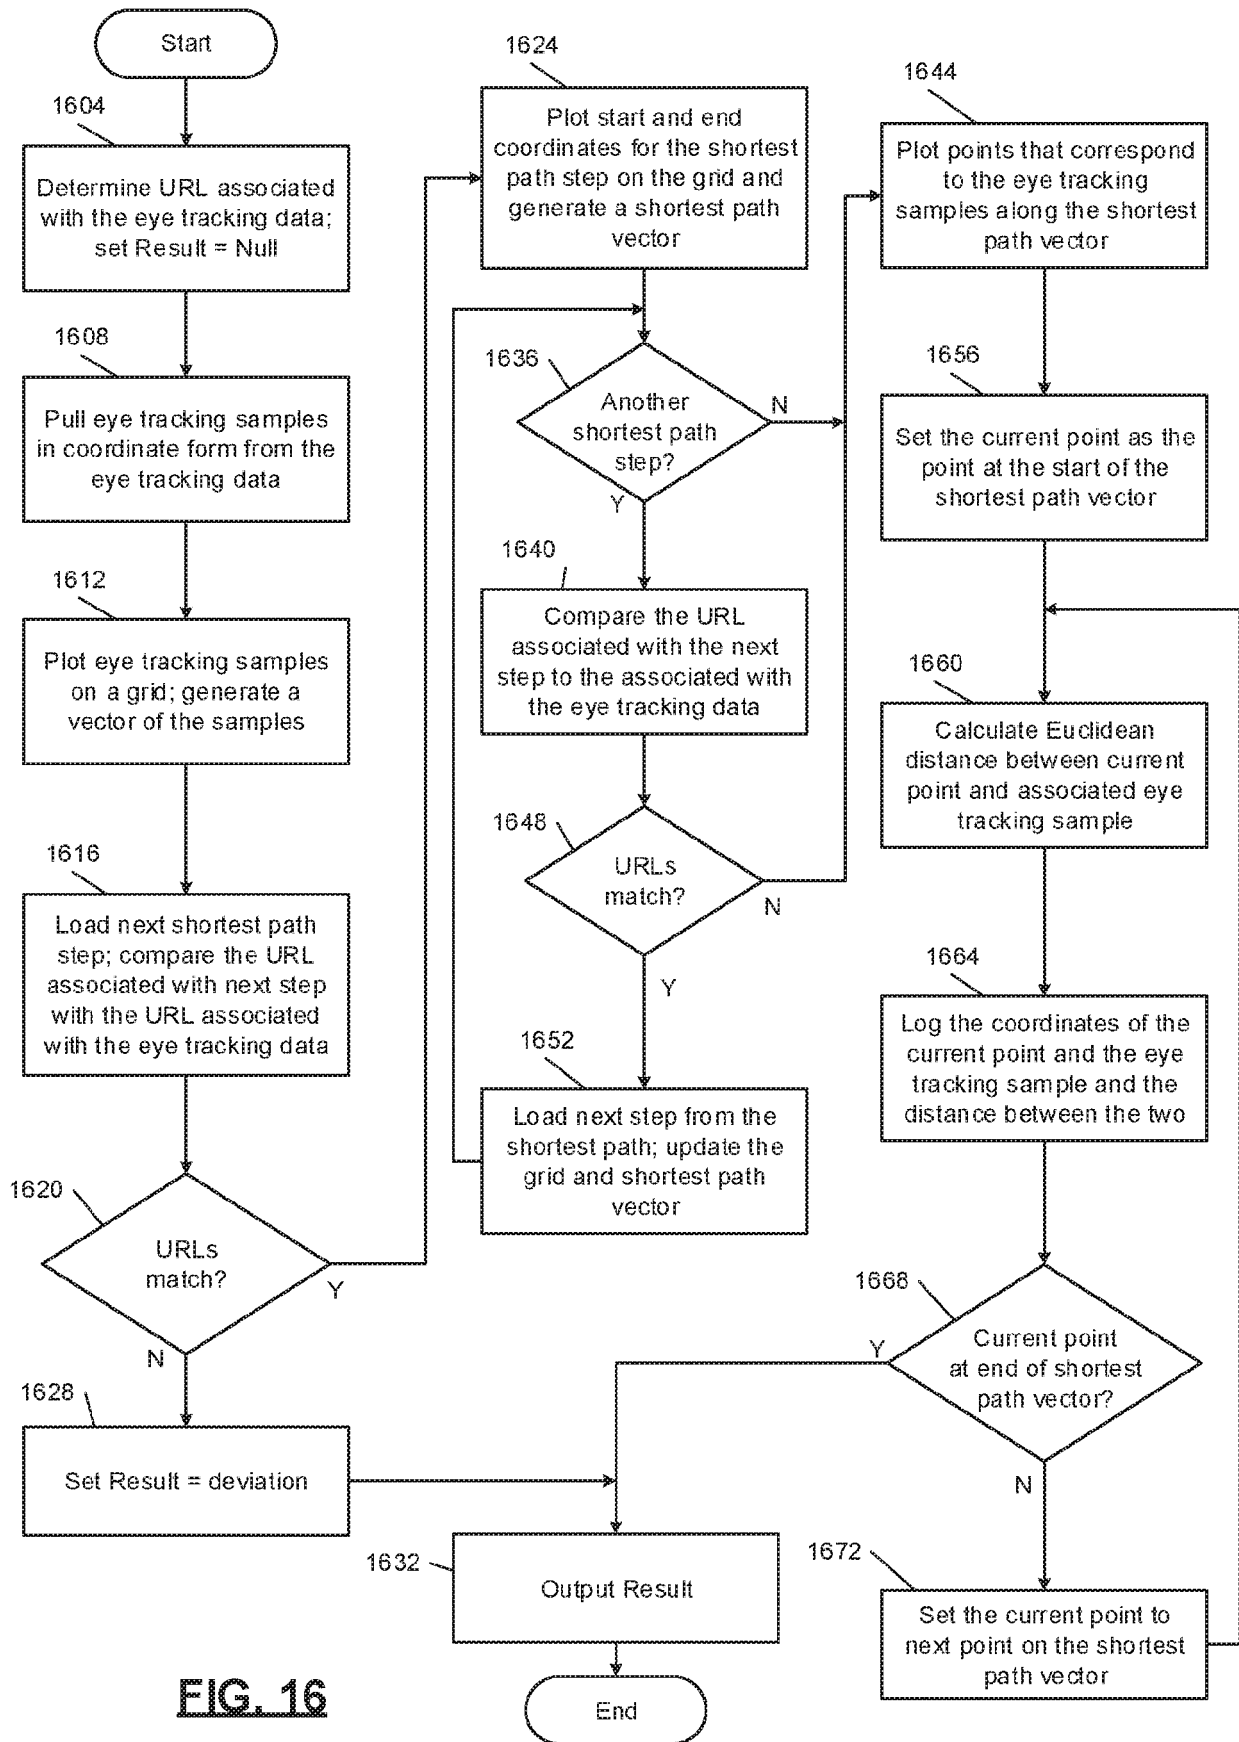 Start
1604
Determine URL associated
with the eye tracking data;
set Result = Null
1608
Pull eye tracking samples
in coordinate form from the
eye tracking data
1612
Plot eye tracking samples
on a grid; generate a
vector of the samples
1616
Load next shortest path
step; compare the URL
associated with next step
with the URL associated
with the eye tracking data
1620
URLs
match?
Y
N
1628
Set Result = deviation
1624
Plot start and end
coordinates for the shortest
path step on the grid and
generate a shortest path
vector
1636
Another
shortest path
step?
N
Y
1640
Compare the URL
associated with the next
step to the associated with
the eye tracking data
1648
URLs
match?
N
Y
1652
Load next step from the
shortest path; update the
grid and shortest path
vector
1644
Plot points that correspond
to the eye tracking
samples along the shortest
path vector
1656
Set the current point as the
point at the start of the
shortest path vector
1660
Calculate Euclidean
distance between current
point and associated eye
tracking sample
1664
Log the coordinates of the
current point and the eye
tracking sample and the
distance between the two
1668
Current point
at end of shortest
path vector?
Y
N
1672
Set the current point to
next point on the shortest
path vector
1632
Output Result
End
FIG. 16